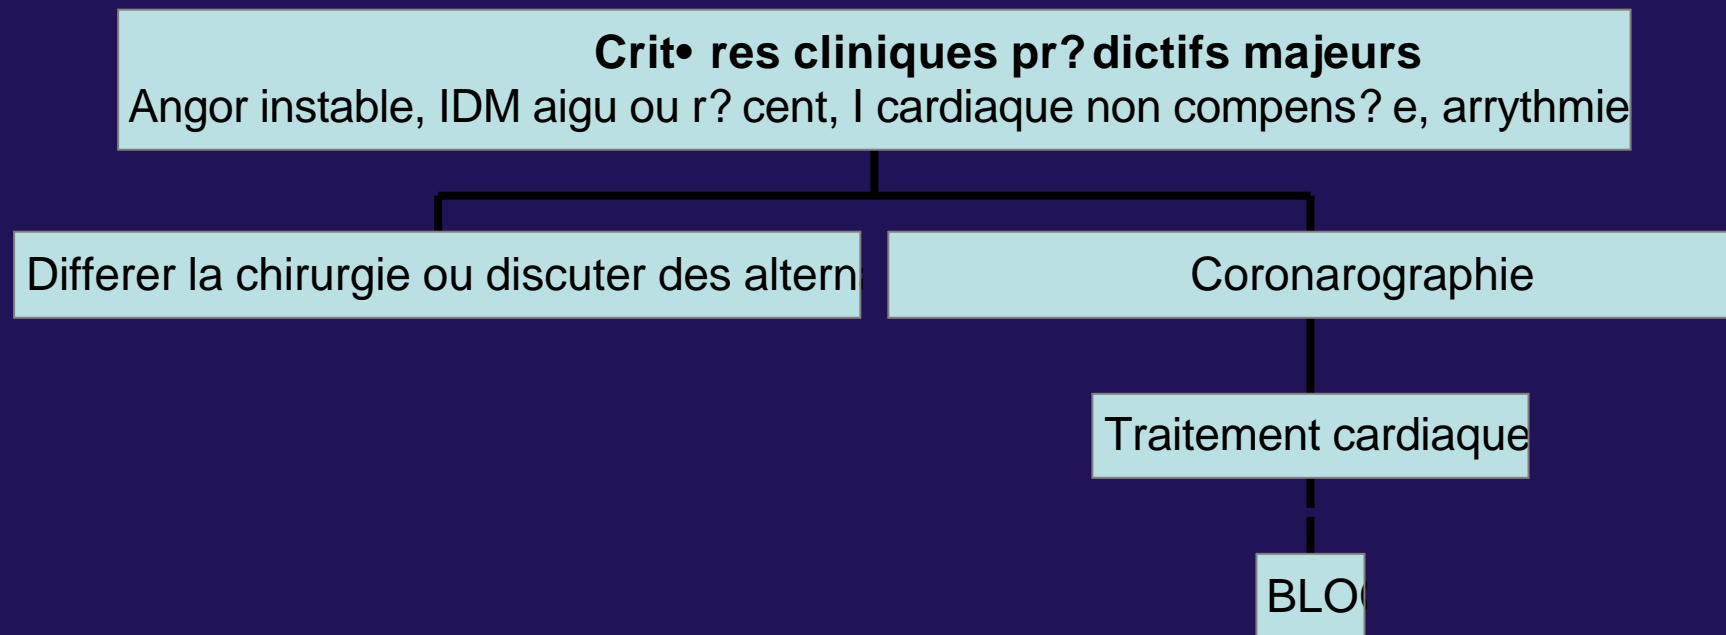 Crit• res cliniques pr? dictifs majeurs
Angor instable, IDM aigu ou r? cent, I cardiaque non compens? e, arrythmie
Differer la chirurgie ou discuter des altern
Coronarographie
Traitement cardiaque
BLO